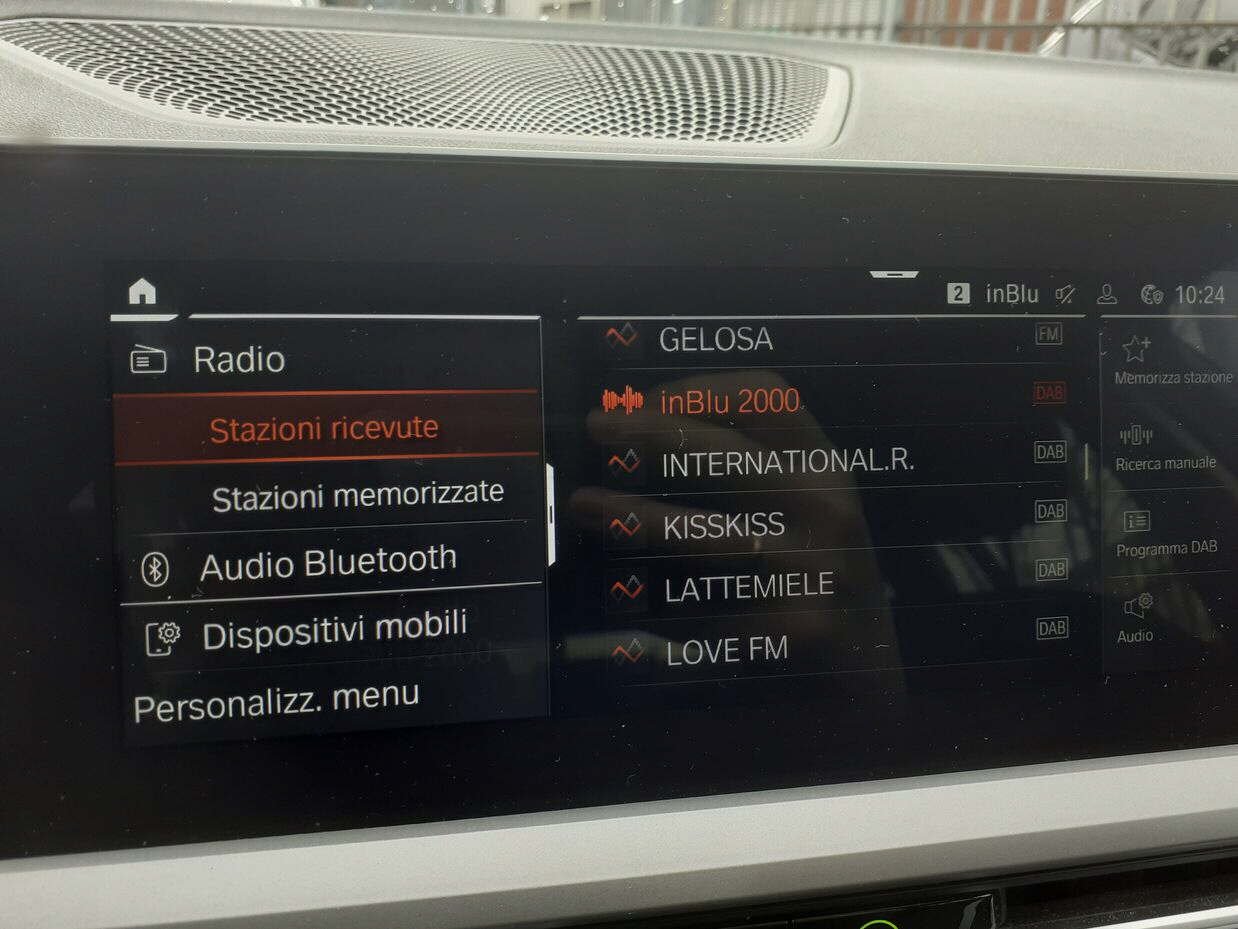 2 inBlu 10:24
Radio
Stazioni ricevute
Stazioni memorizzate
Audio Bluetooth
Dispositivi mobili
Personalizz. menu
GELOSA FM
inBlu 2000 DAB
INTERNATIONAL.R. DAB
KISSKISS DAB
LATTEMIELE DAB
LOVE FM DAB
Memorizza stazione
Ricerca manuale
Programma DAB
Audio